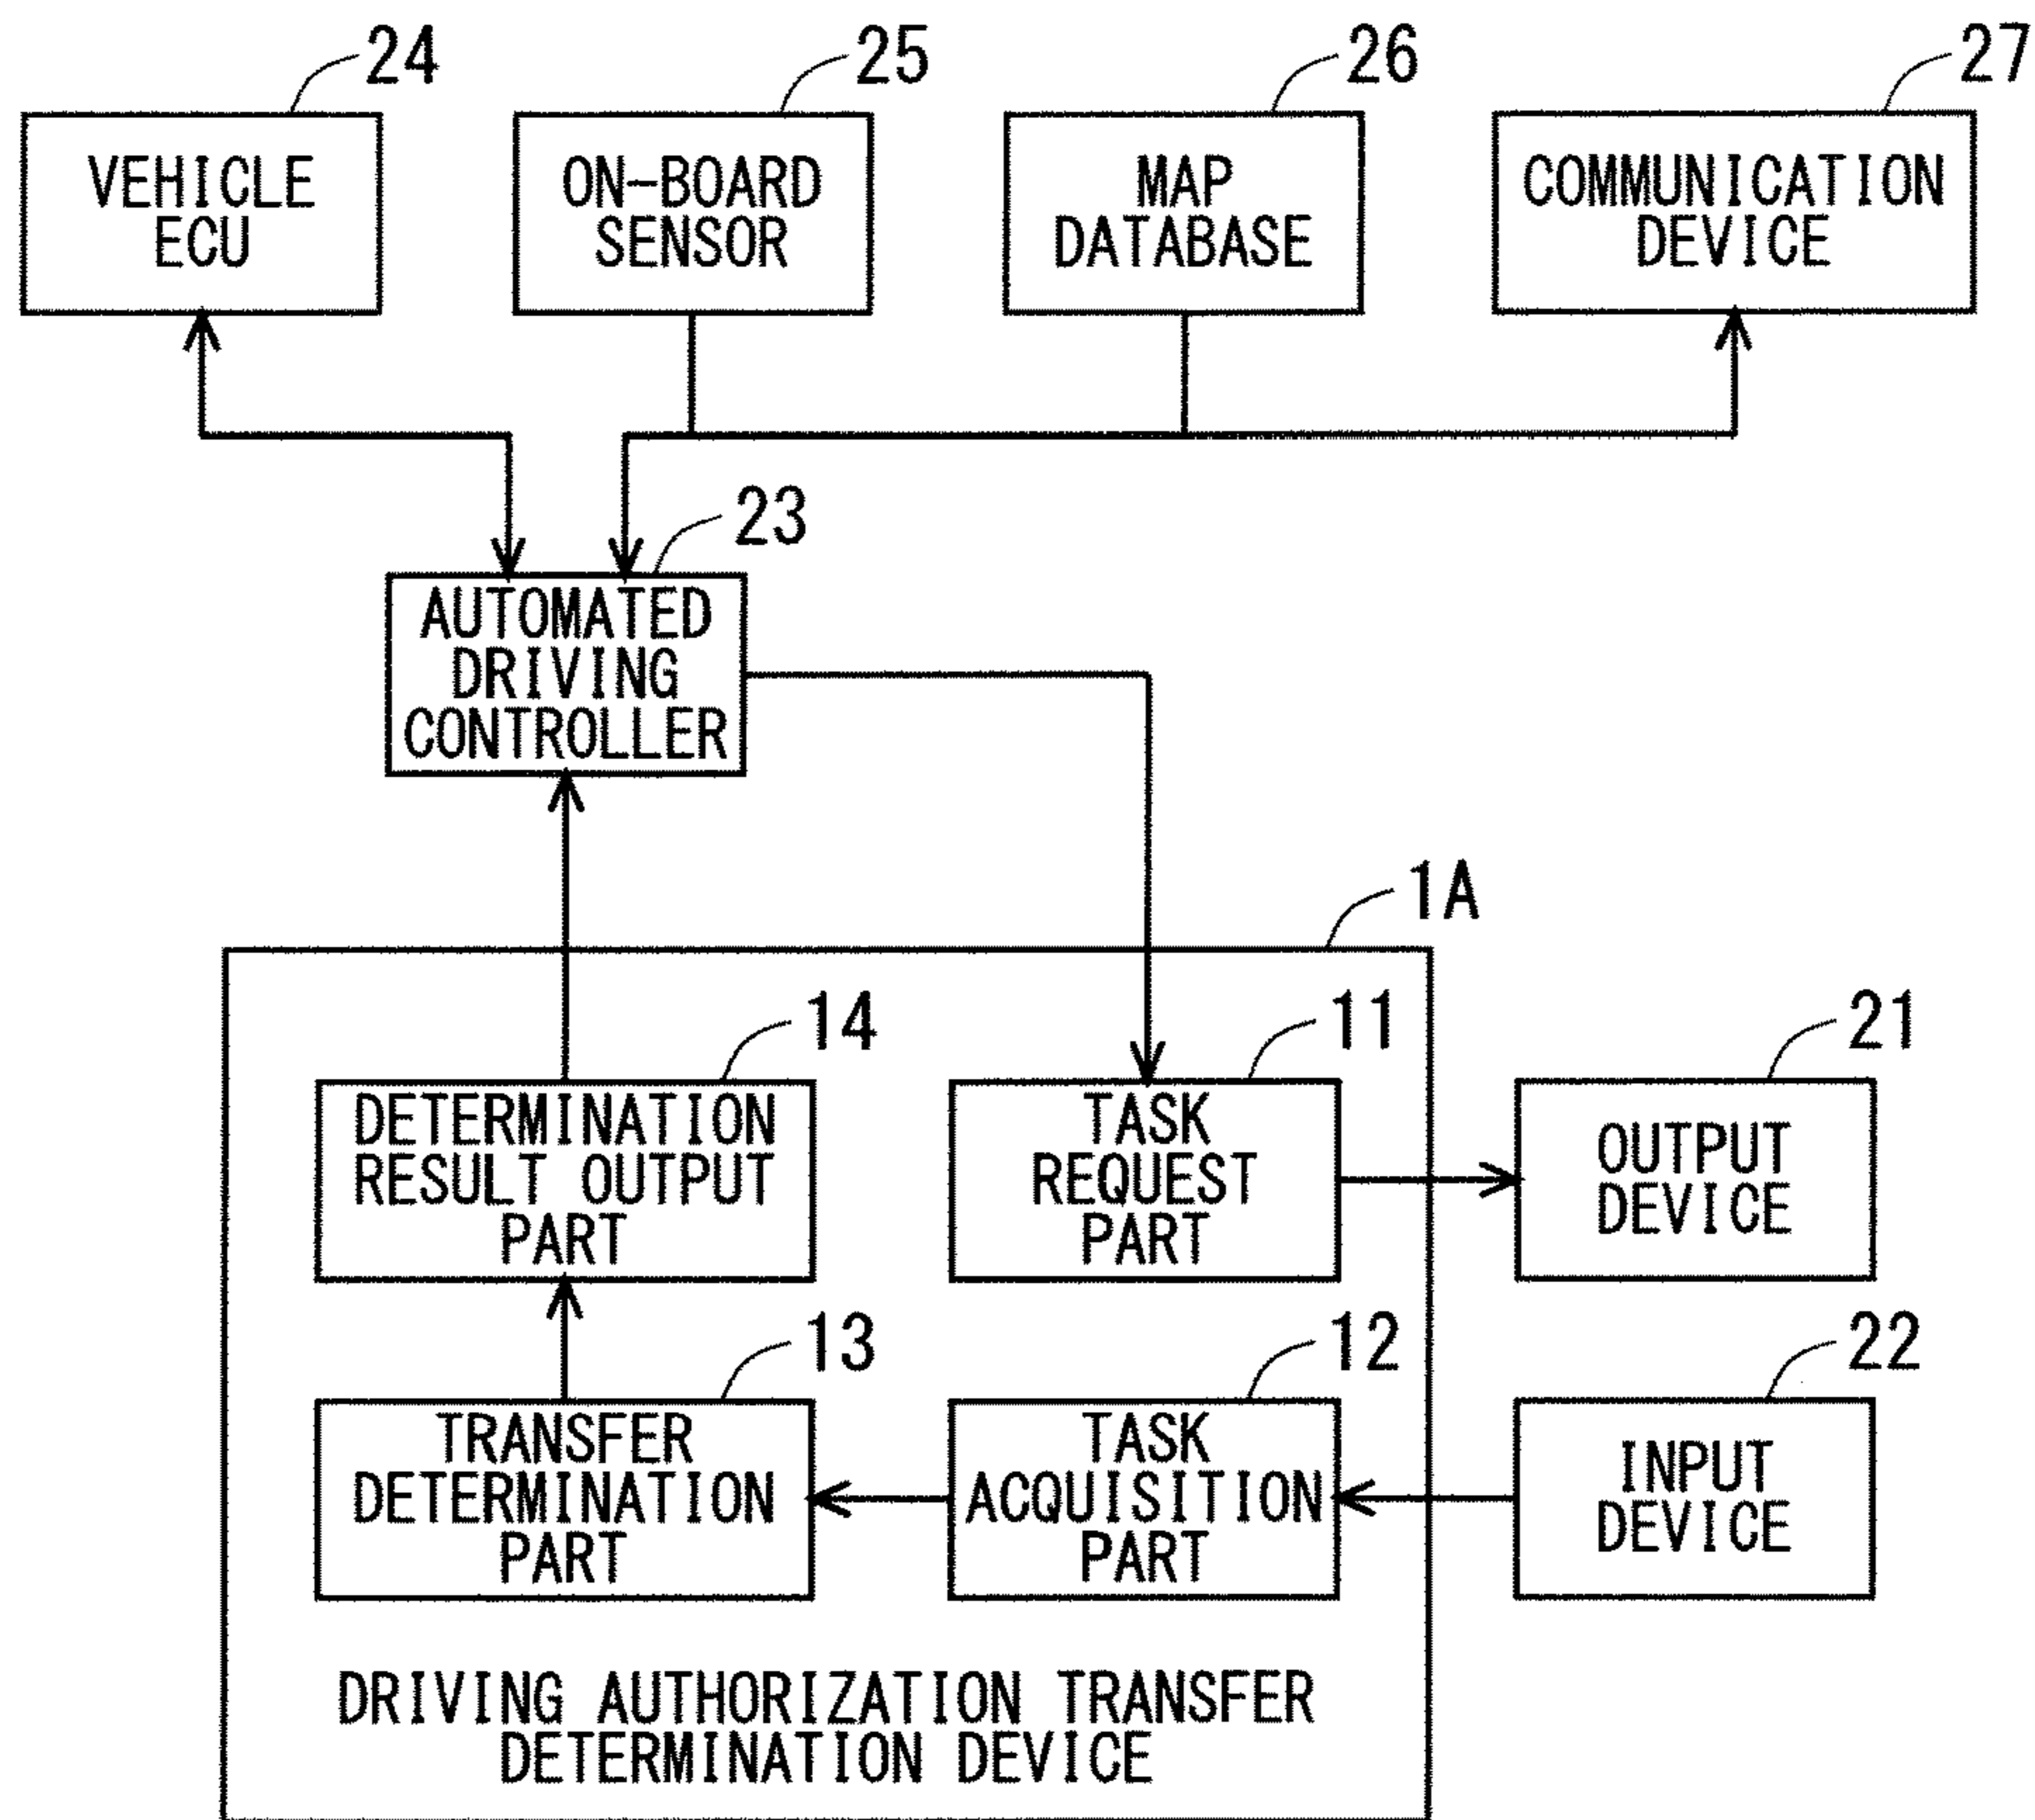 24
25
26
27
VEHICLE
ECU
ON-BOARD
SENSOR
MAP
DATABASE
COMMUNICATION
DEVICE
23
AUTOMATED
DRIVING
CONTROLLER
1A
14
11
21
DETERMINATION
RESULT OUTPUT
PART
TASK
REQUEST
PART
OUTPUT
DEVICE
13
12
22
TRANSFER
DETERMINATION
PART
TASK
ACQUISITION
PART
INPUT
DEVICE
DRIVING AUTHORIZATION TRANSFER
DETERMINATION DEVICE